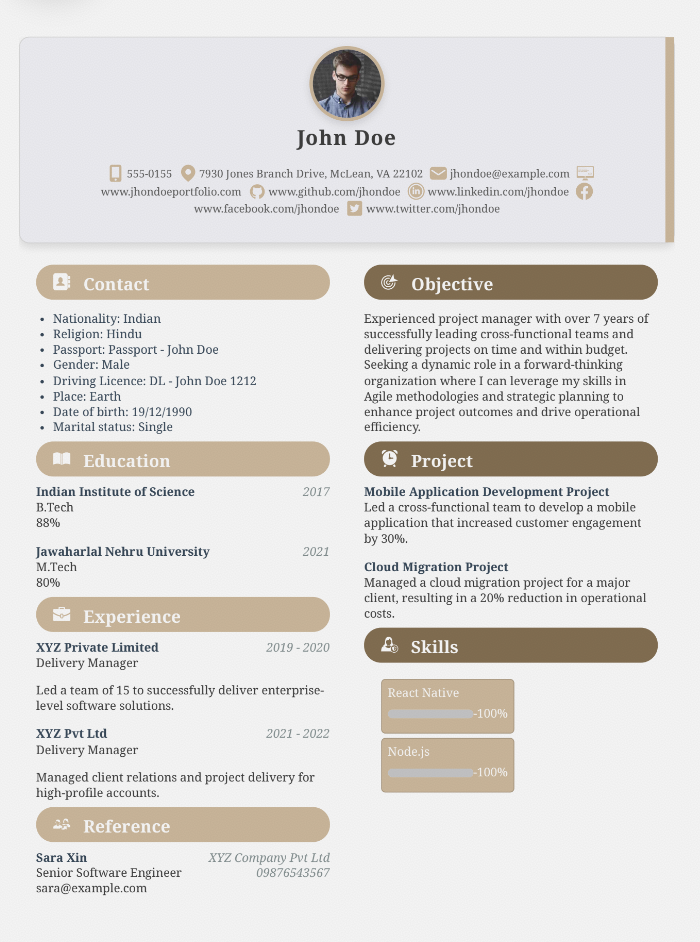 John Doe
555-0155 7930 Jones Branch Drive, McLean, VA 22102 jhondoe@example.com
www.jhondoeportfolio.com www.github.com/jhondoe www.linkedin.com/jhondoe
www.facebook.com/jhondoe www.twitter.com/jhondoe
Contact
• Nationality: Indian
• Religion: Hindu
• Passport: Passport - John Doe
• Gender: Male
• Driving Licence: DL - John Doe 1212
• Place: Earth
• Date of birth: 19/12/1990
• Marital status: Single
Education
Indian Institute of Science 2017
B.Tech
88%
Jawaharlal Nehru University 2021
M.Tech
80%
Experience
XYZ Private Limited 2019 - 2020
Delivery Manager
Led a team of 15 to successfully deliver enterprise-
level software solutions.
XYZ Pvt Ltd 2021 - 2022
Delivery Manager
Managed client relations and project delivery for
high-profile accounts.
Reference
Sara Xin XYZ Company Pvt Ltd
Senior Software Engineer 09876543567
sara@example.com
Objective
Experienced project manager with over 7 years of
successfully leading cross-functional teams and
delivering projects on time and within budget.
Seeking a dynamic role in a forward-thinking
organization where I can leverage my skills in
Agile methodologies and strategic planning to
enhance project outcomes and drive operational
efficiency.
Project
Mobile Application Development Project
Led a cross-functional team to develop a mobile
application that increased customer engagement
by 30%.
Cloud Migration Project
Managed a cloud migration project for a major
client, resulting in a 20% reduction in operational
costs.
Skills
React Native
-100%
Node.js
-100%